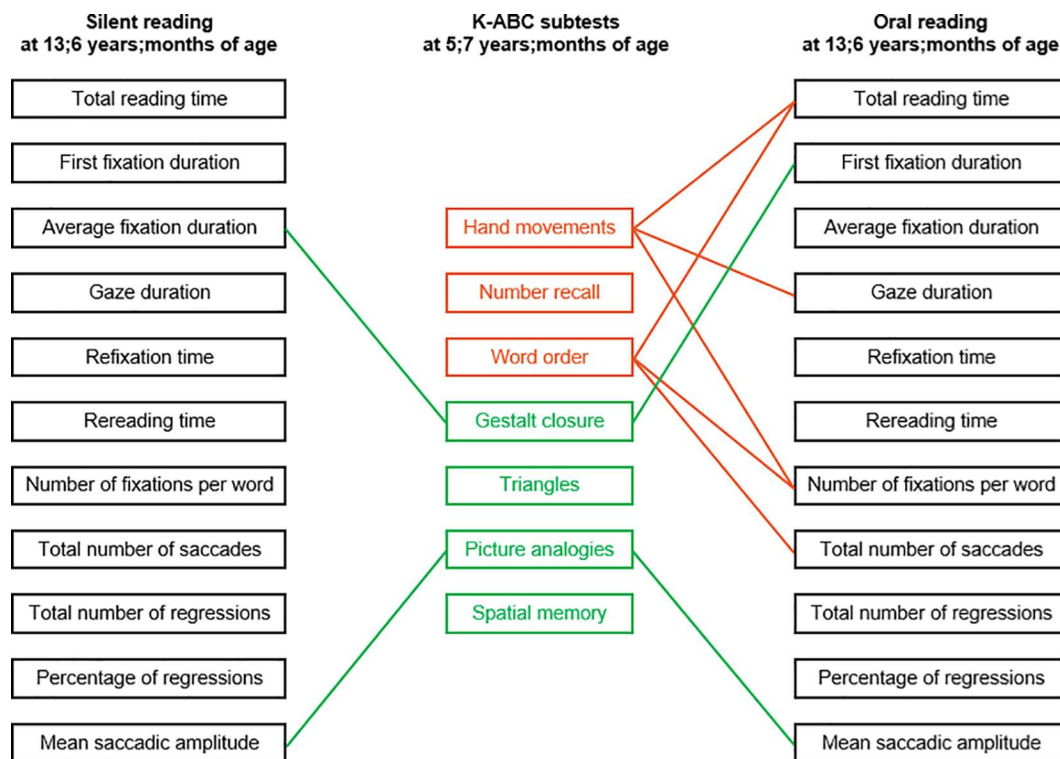 Silent reading
at 13;6 years;months of age
Total reading time
First fixation duration
Average fixation duration
Gaze duration
Refixation time
Rereading time
Number of fixations per word
Total number of saccades
Total number of regressions
Percentage of regressions
Mean saccadic amplitude
K-ABC subtests
at 5;7 years;months of age
Hand movements
Number recall
Word order
Gestalt closure
Triangles
Picture analogies
Spatial memory
Oral reading
at 13;6 years;months of age
Total reading time
First fixation duration
Average fixation duration
Gaze duration
Refixation time
Rereading time
Number of fixations per word
Total number of saccades
Total number of regressions
Percentage of regressions
Mean saccadic amplitude